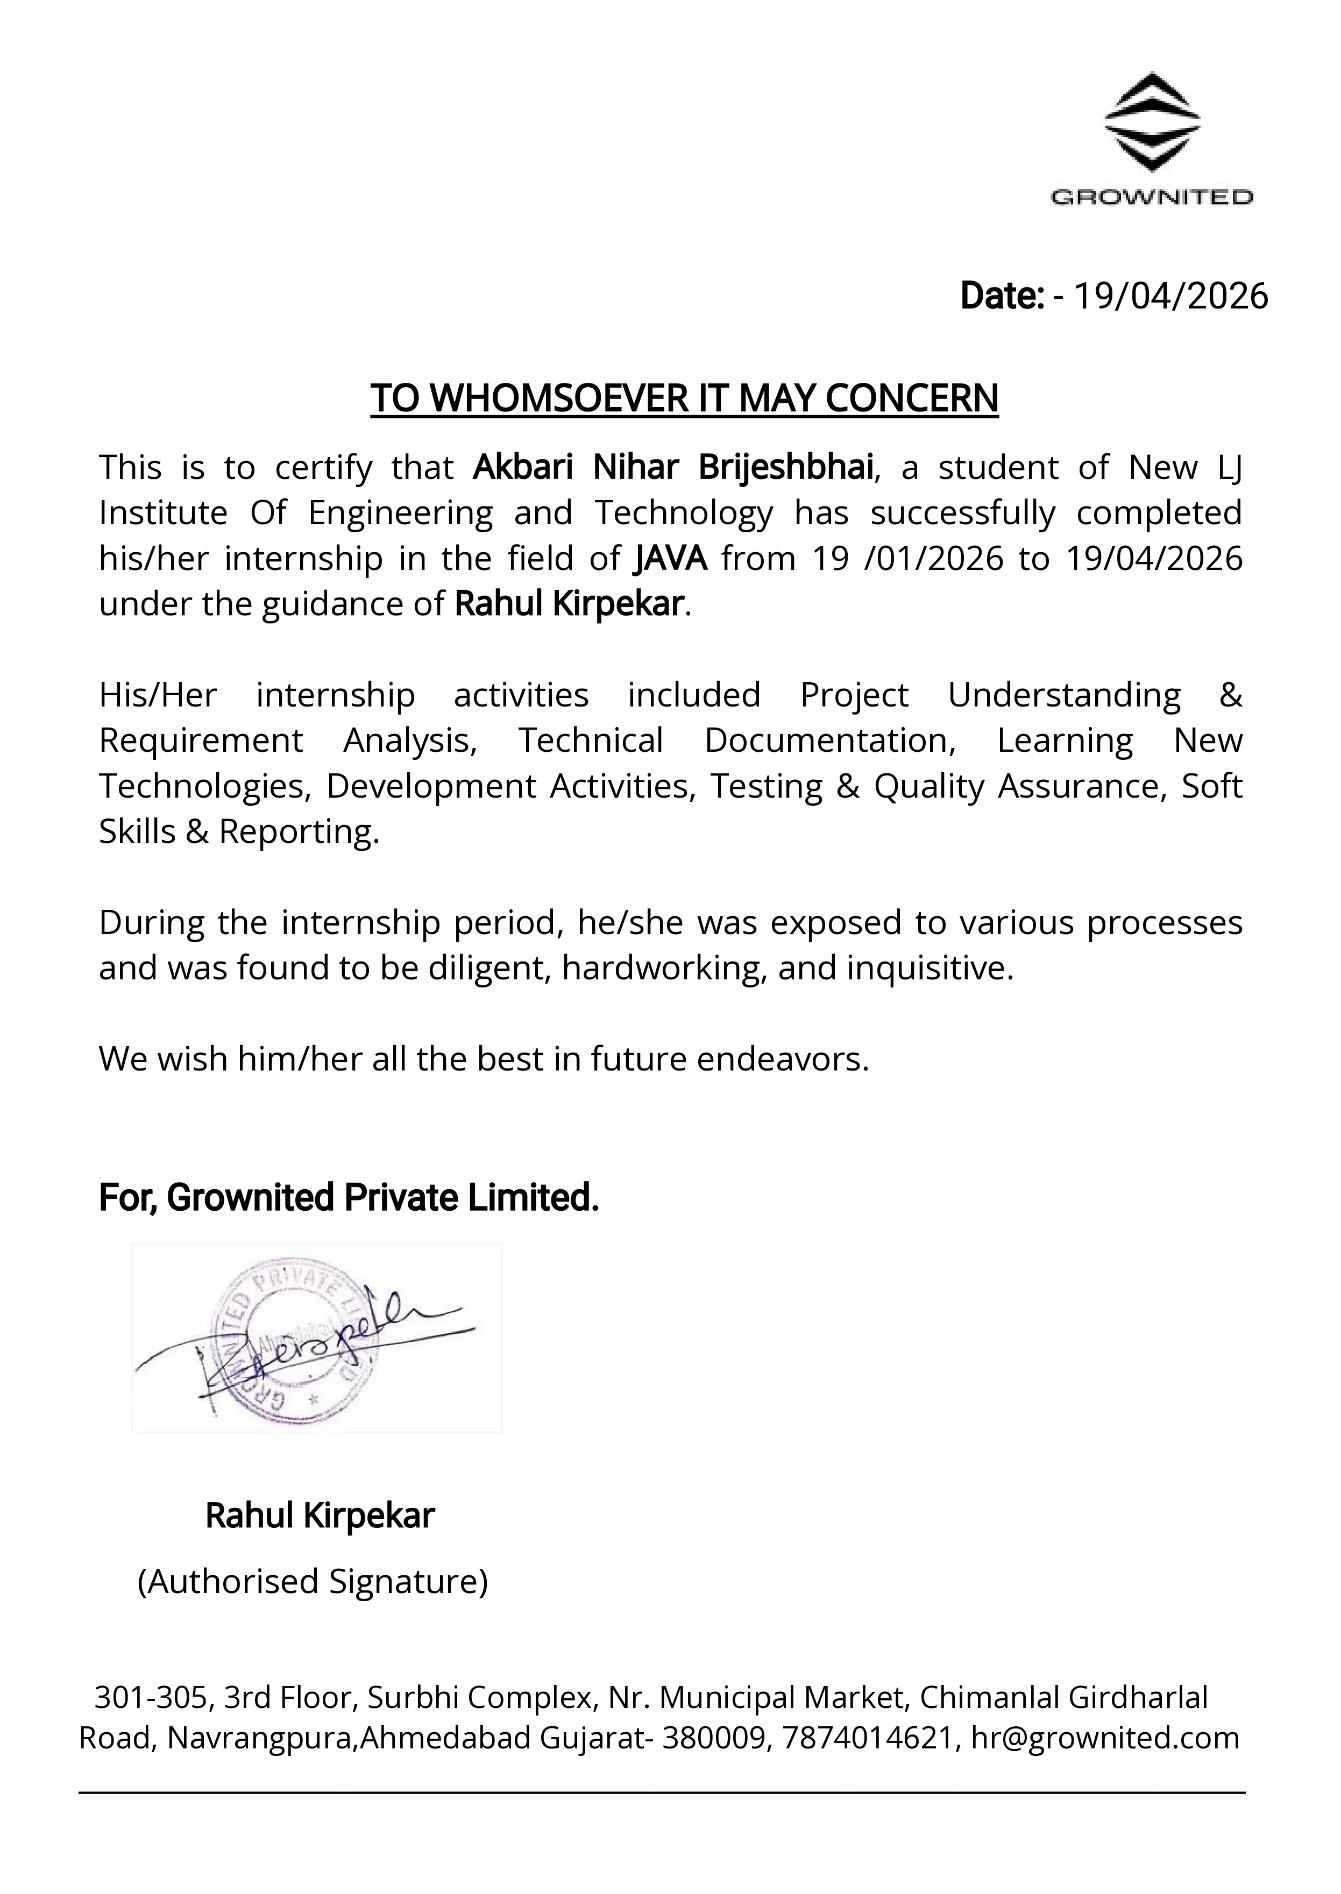 GROWNITED
Date: - 19/04/2026
TO WHOMSOEVER IT MAY CONCERN
This is to certify that Akbari Nihar Brijeshbhai, a student of New LJ
Institute Of Engineering and Technology has successfully completed
his/her internship in the field of JAVA from 19 /01/2026 to 19/04/2026
under the guidance of Rahul Kirpekar.
His/Her internship activities included Project Understanding &
Requirement Analysis, Technical Documentation, Learning New
Technologies, Development Activities, Testing & Quality Assurance, Soft
Skills & Reporting.
During the internship period, he/she was exposed to various processes
and was found to be diligent, hardworking, and inquisitive.
We wish him/her all the best in future endeavors.
For, Grownited Private Limited.
GROWNITED PRIVATE LIMITED
Ahmedabad
Rahul Kirpekar
(Authorised Signature)
301-305, 3rd Floor, Surbhi Complex, Nr. Municipal Market, Chimanlal Girdharlal
Road, Navrangpura,Ahmedabad Gujarat- 380009, 7874014621, hr@grownited.com